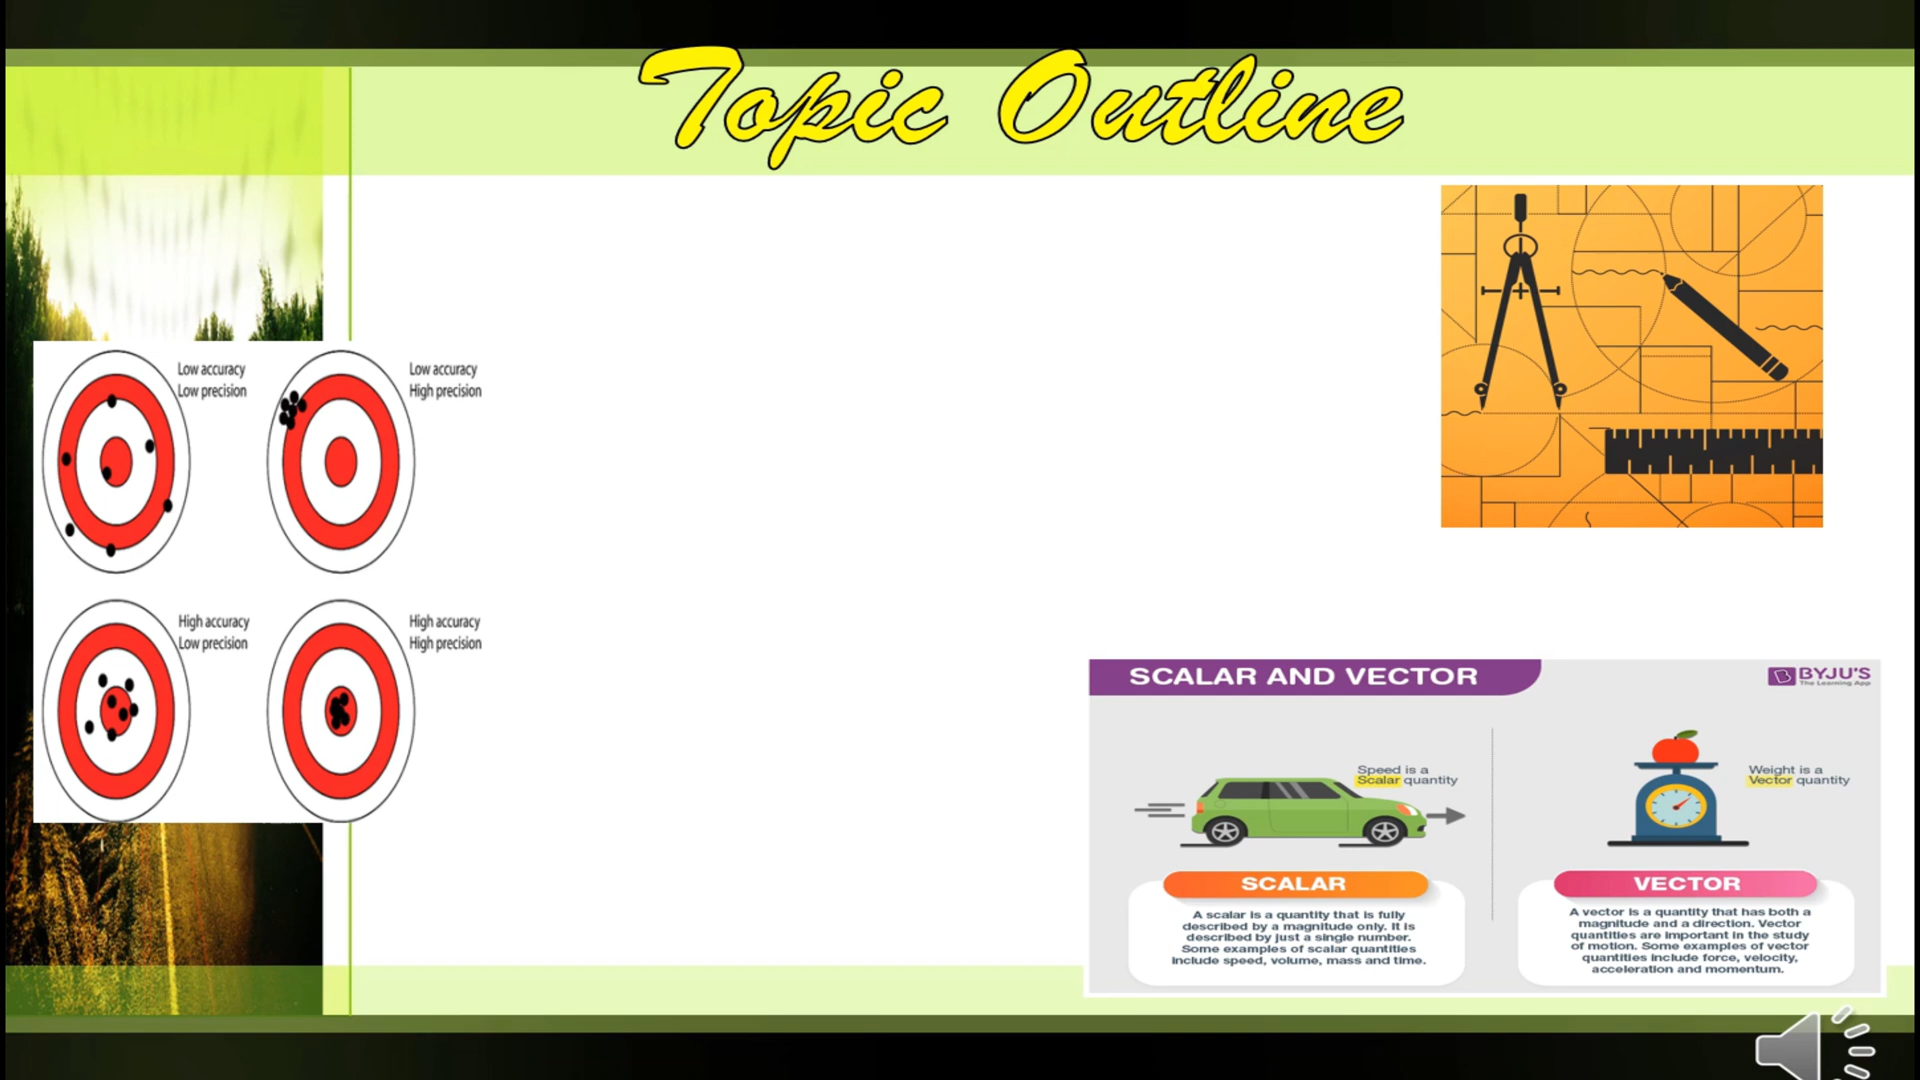 Topic Outline
Low accuracy
Low precision
Low accuracy
High precision
High accuracy
Low precision
High accuracy
High precision
SCALAR AND VECTOR
BYJU'S
The Learning App
Speed is a
Scalar quantity
Weight is a
Vector quantity
SCALAR
A scalar is a quantity that is fully
described by a magnitude only. It is
described by just a single number.
Some examples of scalar quantities
include speed, volume, mass and time.
VECTOR
A vector is a quantity that has both a
magnitude and a direction. Vector
quantities are important in the study
of motion. Some examples of vector
quantities include force, velocity,
acceleration and momentum.